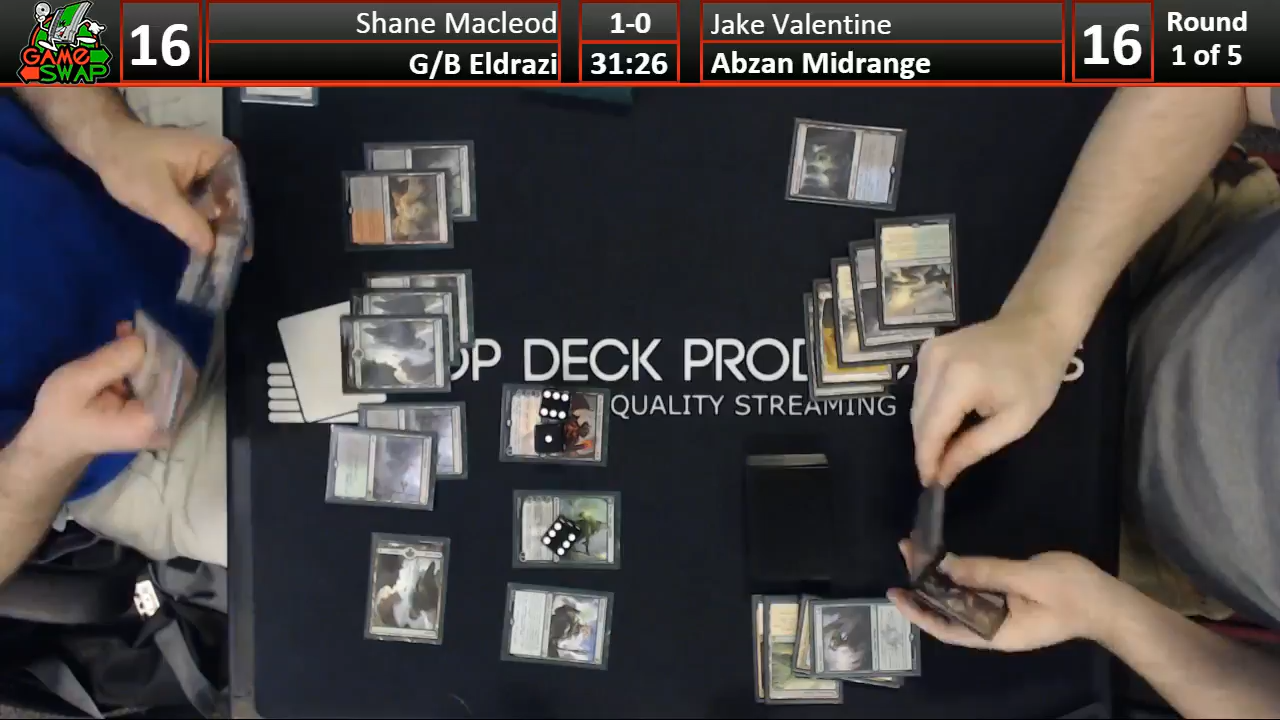 GAME
SWAP
16
Shane Macleod
G/B Eldrazi
1-0
31:26
Jake Valentine
Abzan Midrange
16
Round
1 of 5
OP DECK PROD
S
QUALITY STREAMING